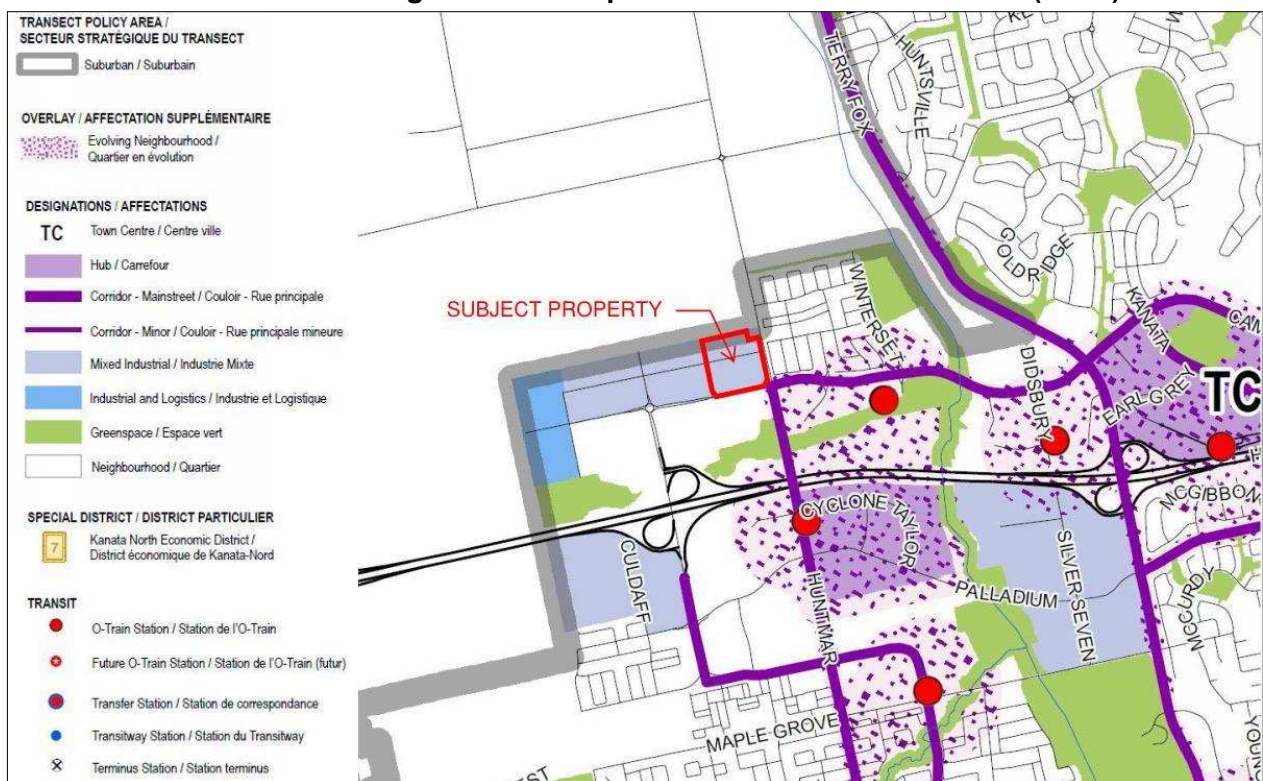 TRANSECT POLICY AREA /
SECTEUR STRATÉGIQUE DU TRANSECT
Suburban / Suburbain
OVERLAY / AFFECTATION SUPPLÉMENTAIRE
Evolving Neighbourhood /
Quartier en évolution
DESIGNATIONS / AFFECTATIONS
TC Town Centre / Centre ville
Hub / Carrefour
Corridor - Mainstreet / Couloir - Rue principale
Corridor - Minor / Couloir - Rue principale mineure
Mixed Industrial / Industrie Mixte
Industrial and Logistics / Industrie et Logistique
Greenspace / Espace vert
Neighbourhood / Quartier
SPECIAL DISTRICT / DISTRICT PARTICULIER
7 Kanata North Economic District /
District économique de Kanata-Nord
TRANSIT
O-Train Station / Station de l'O-Train
Future O-Train Station / Station de l'O-Train (futur)
Transfer Station / Station de correspondance
Transitway Station / Station du Transitway
Terminus Station / Station terminus
TERRY FOX
HUNTSVILLE
GOLDRIDGE
WINTERSET
SUBJECT PROPERTY
KANATA
DIDSBURY
EARL GREY
TC
MCGIBBON
CYCLONE TAYLOR
CULDAFF
HUNTMAR
PALLADIUM
SILVER SEVEN
MCCURDY
MAPLE GROVE